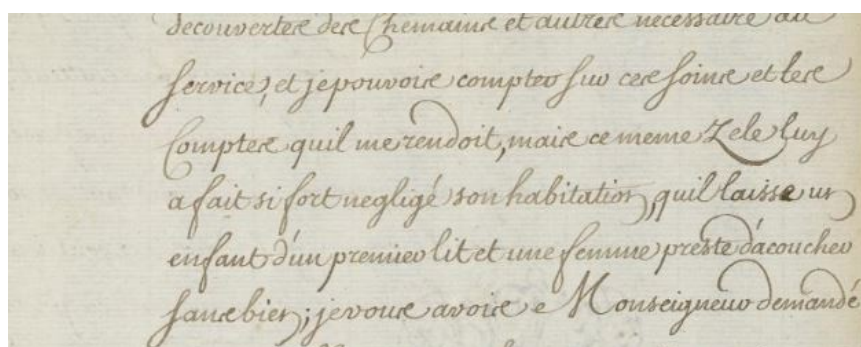 decouvertes des Chemains et autres necessaire au
service, et je pouvois compter sur ces soins et les
Comptes quil me rendoit, mais ce meme Zele luy
a fait si fort negligé son habitation, quil laisse un
enfant d'un premier lit et une femme preste d'acoucher
sans bien; je vous avois e Monseigneur demandé